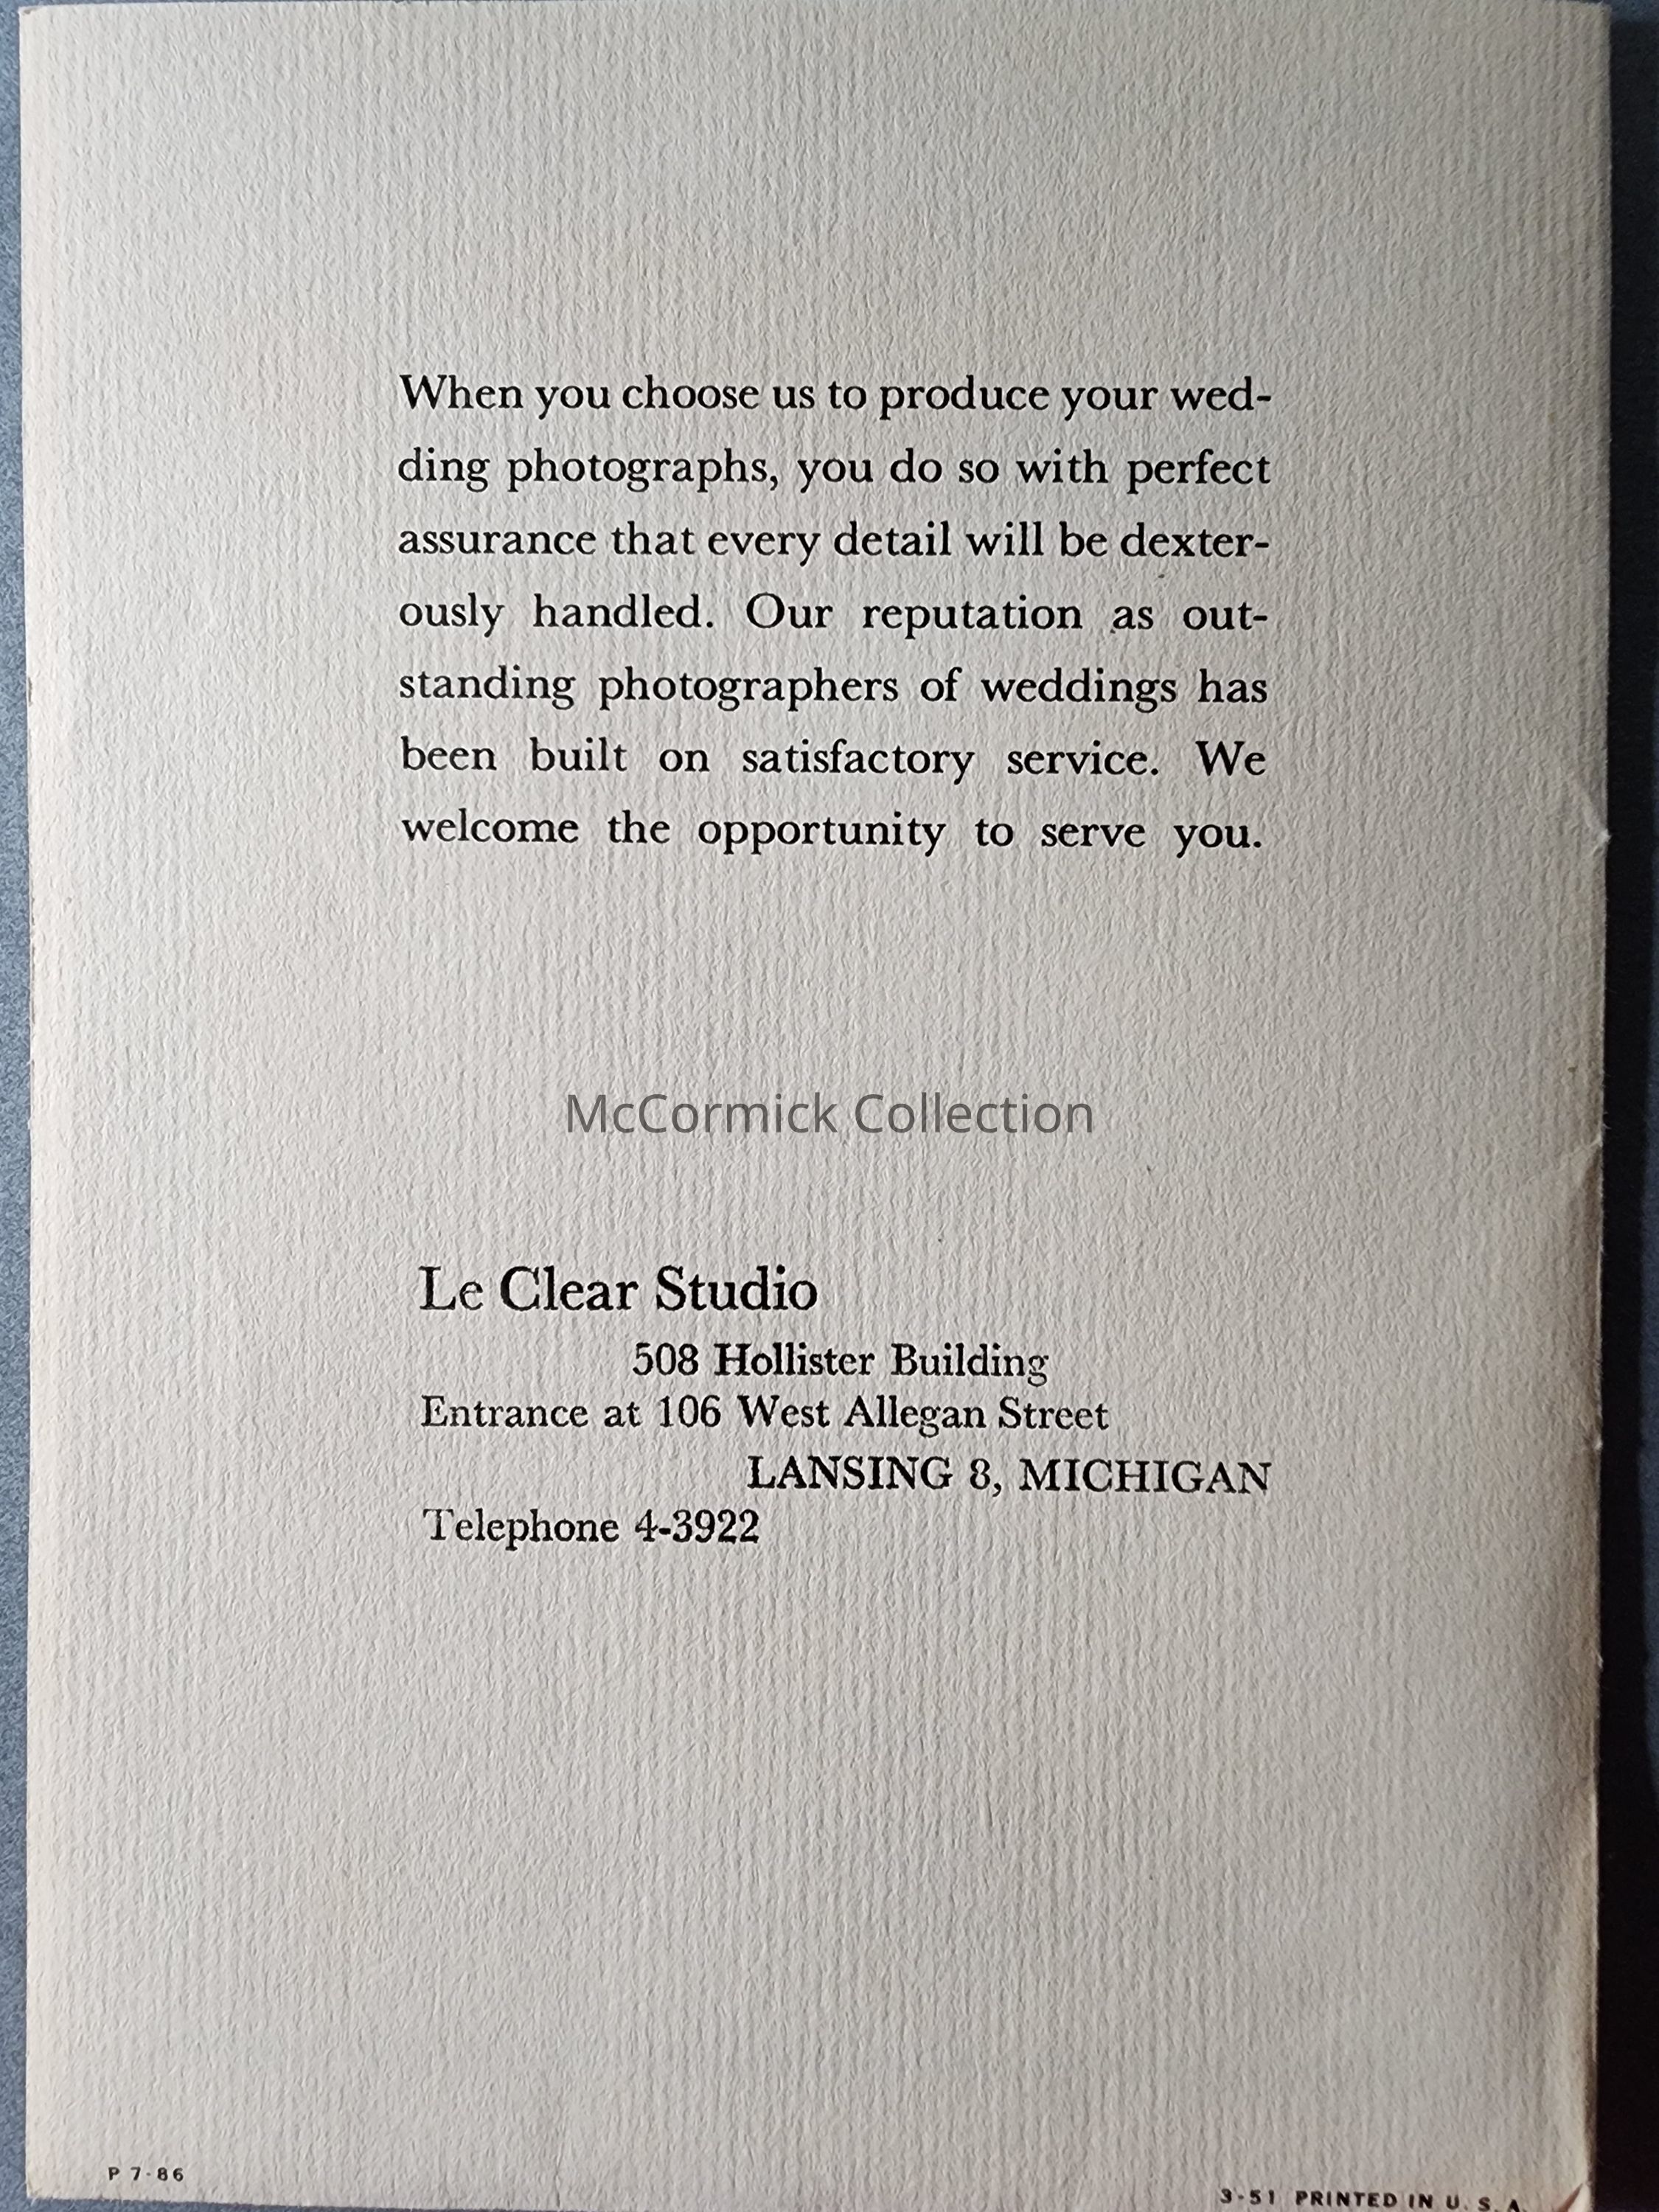 When you choose us to produce your wed-
ding photographs, you do so with perfect
assurance that every detail will be dexter-
ously handled. Our reputation as out-
standing photographers of weddings has
been built on satisfactory service. We
welcome the opportunity to serve you.
McCormick Collection
Le Clear Studio
508 Hollister Building
Entrance at 106 West Allegan Street
LANSING 8, MICHIGAN
Telephone 4-3922
P 7-86
3-51 PRINTED IN U. S. A.